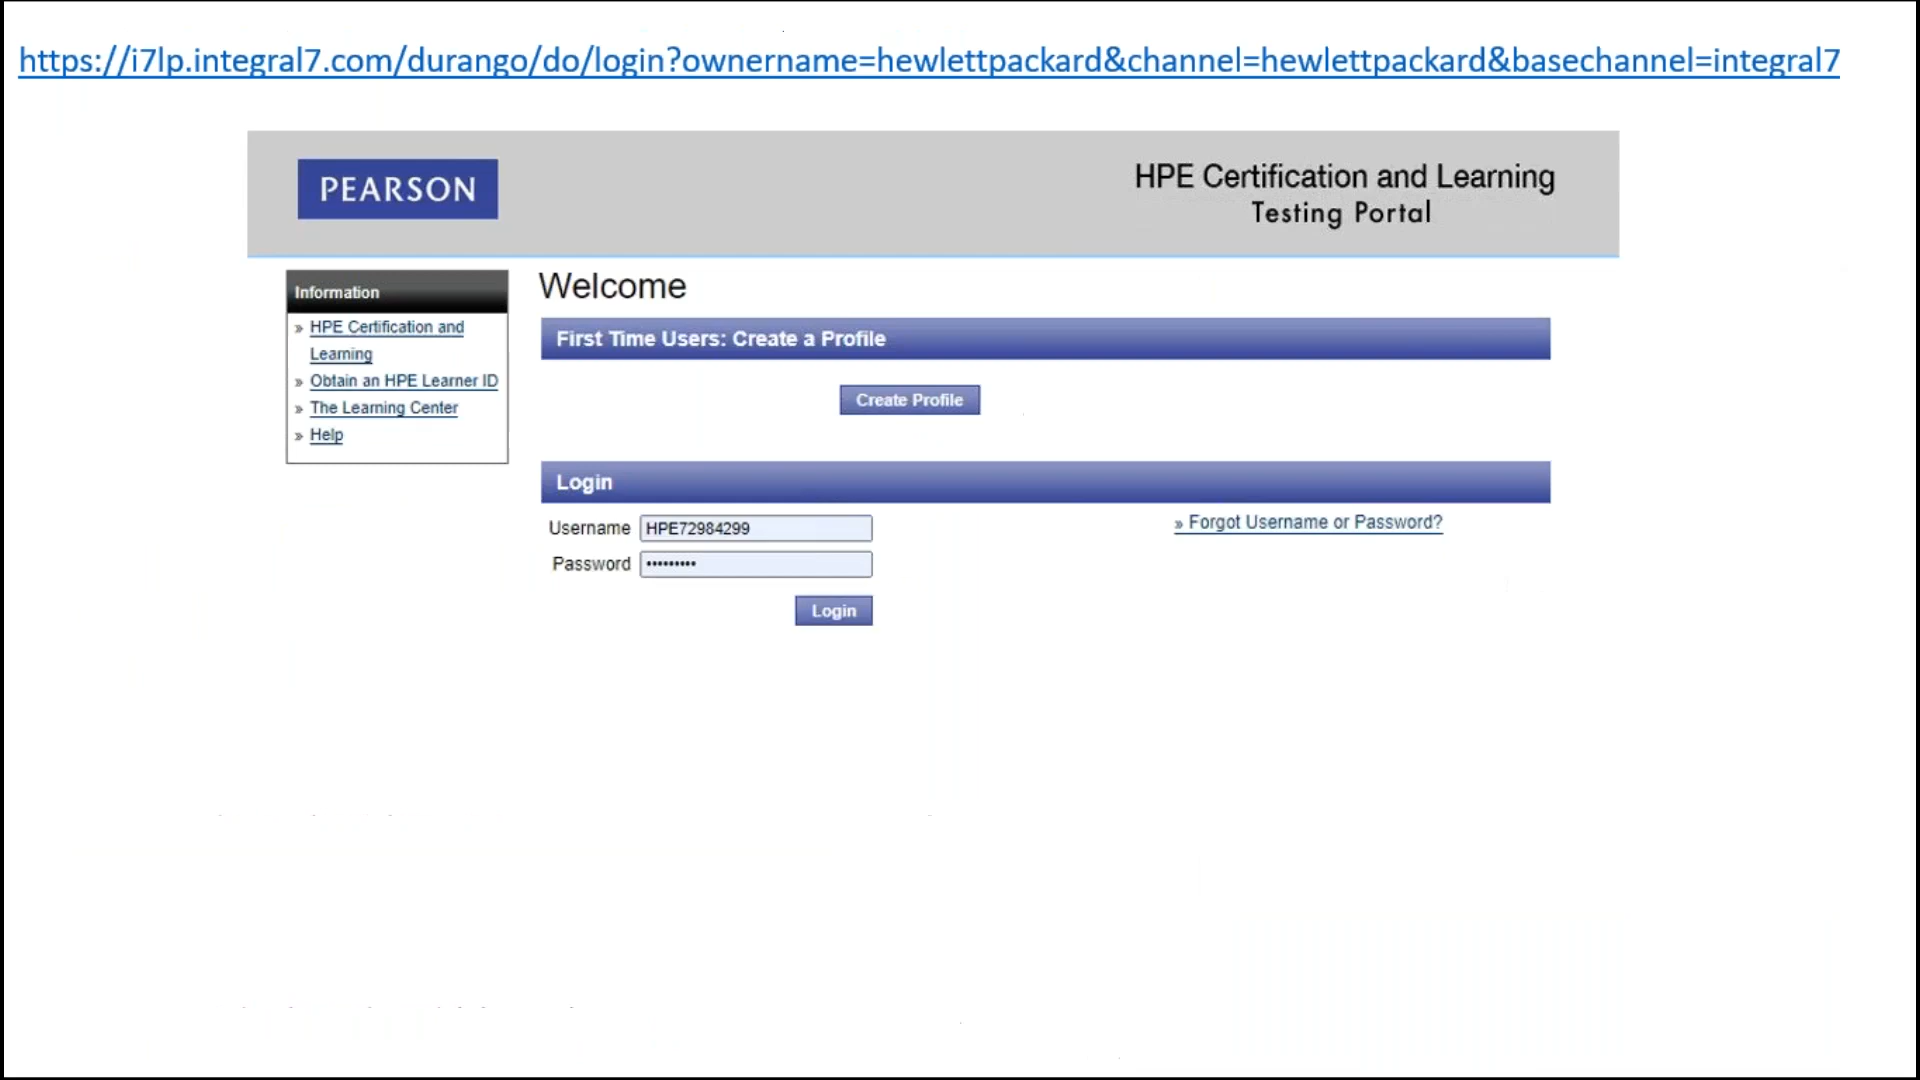 https://i7lp.integral7.com/durango/do/login?ownername=hewlettpackard&channel=hewlettpackard&basechannel=integral7
PEARSON
HPE Certification and Learning
Testing Portal
Information
» HPE Certification and
Learning
» Obtain an HPE Learner ID
» The Learning Center
» Help
Welcome
First Time Users: Create a Profile
Create Profile
Login
Username HPE72984299
» Forgot Username or Password?
Password •••••••••
Login